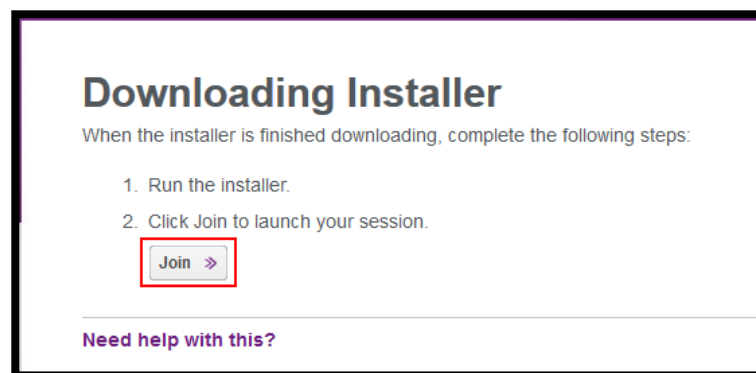 Downloading Installer
When the installer is finished downloading, complete the following steps:
1. Run the installer.
2. Click Join to launch your session.
Join »
Need help with this?